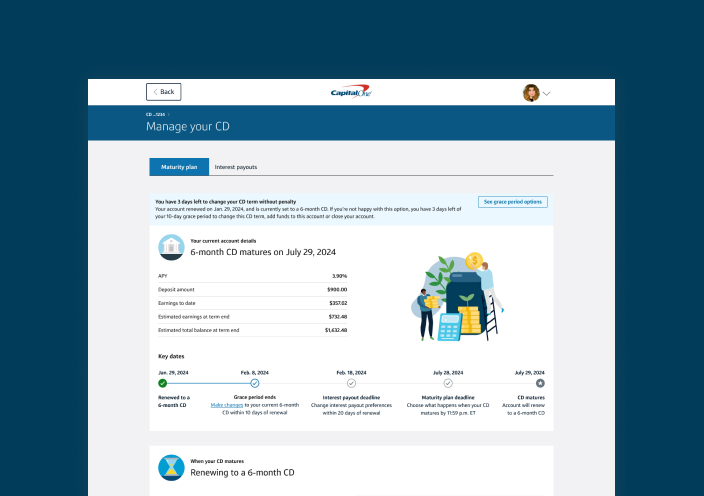 Back
Capital One
CD ...1234
Manage your CD
Maturity plan
Interest payouts
You have 3 days left to change your CD term without penalty
Your account renewed on Jan. 29, 2024, and is currently set to a 6-month CD. If you're not happy with this option, you have 3 days left of
your 10-day grace period to change this CD term, add funds to this account or close your account.
See grace period options
Your current account details
6-month CD matures on July 29, 2024
APY 3.90%
Deposit amount $900.00
Earnings to date $357.02
Estimated earnings at term end $732.48
Estimated total balance at term end $1,632.48
Key dates
Jan. 29, 2024
Renewed to a
6-month CD
Feb. 8, 2024
Grace period ends
Make changes to your current 6-month
CD within 10 days of renewal
Feb. 18, 2024
Interest payout deadline
Change interest payout preferences
within 20 days of renewal
July 28, 2024
Maturity plan deadline
Choose what happens when your CD
matures by 11:59 p.m. ET
July 29, 2024
CD matures
Account will renew
to a 6-month CD
When your CD matures
Renewing to a 6-month CD